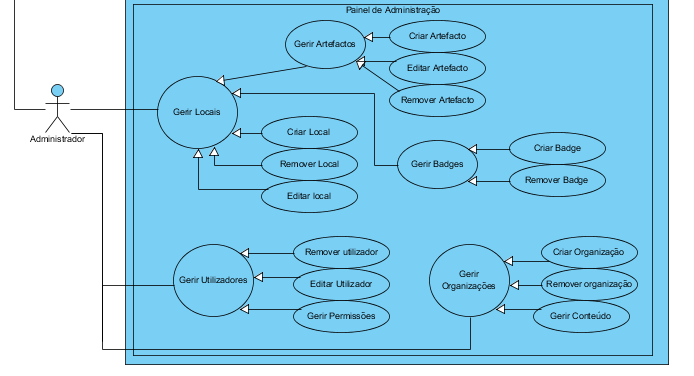 Painel de Administração
Gerir Artefactos
Criar Artefacto
Editar Artefacto
Remover Artefacto
Gerir Locais
Administrador
Criar Local
Remover Local
Editar local
Gerir Badges
Criar Badge
Remover Badge
Gerir Utilizadores
Remover utilizador
Editar Utilizador
Gerir Permissões
Gerir
Organizações
Criar Organização
Remover organização
Gerir Conteúdo